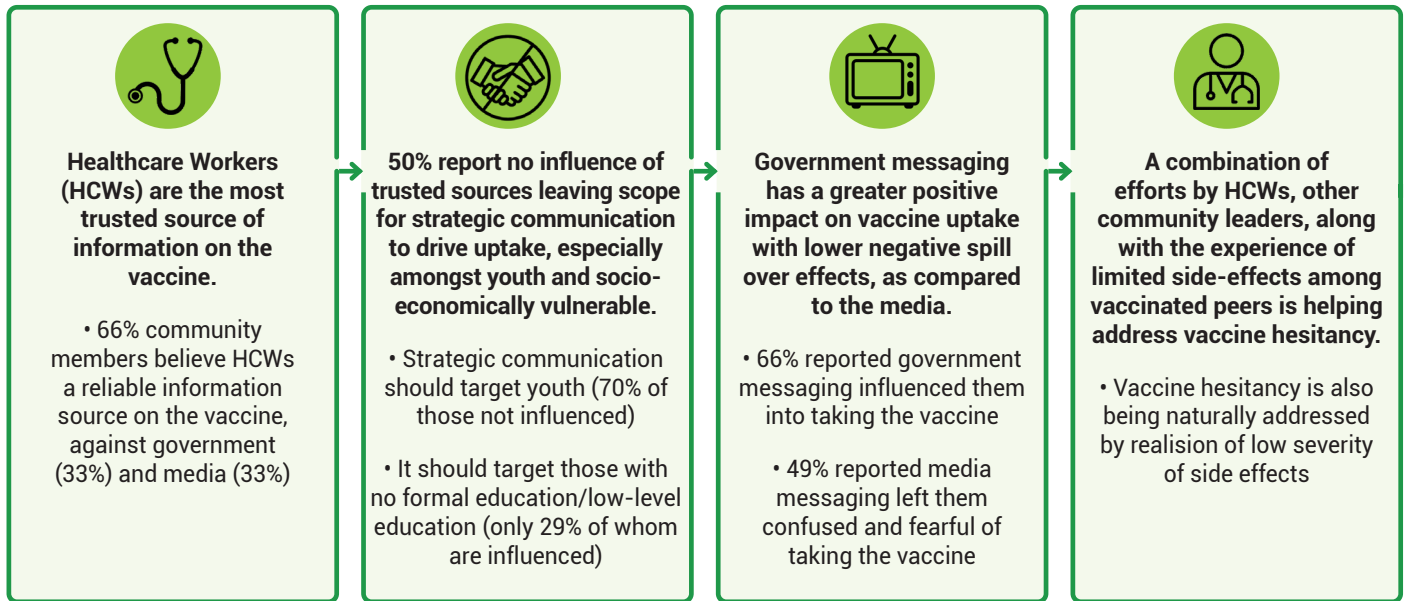 Healthcare Workers
(HCWs) are the most
trusted source of
information on the
vaccine.
• 66% community
members believe HCWs
a reliable information
source on the vaccine,
against government
(33%) and media (33%)
50% report no influence of
trusted sources leaving scope
for strategic communication
to drive uptake, especially
amongst youth and socio-
economically vulnerable.
• Strategic communication
should target youth (70% of
those not influenced)
• It should target those with
no formal education/low-level
education (only 29% of whom
are influenced)
Government messaging
has a greater positive
impact on vaccine uptake
with lower negative spill
over effects, as compared
to the media.
• 66% reported government
messaging influenced them
into taking the vaccine
• 49% reported media
messaging left them
confused and fearful of
taking the vaccine
A combination of
efforts by HCWs, other
community leaders, along
with the experience of
limited side-effects among
vaccinated peers is helping
address vaccine hesitancy.
• Vaccine hesitancy is also
being naturally addressed
by realision of low severity
of side effects